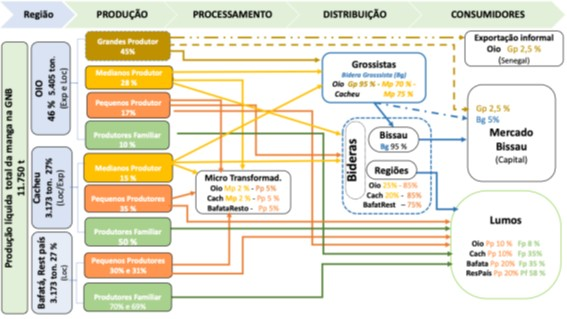 Região
PRODUÇÃO
PROCESSAMENTO
DISTRIBUIÇÃO
CONSUMIDORES
Produção líquida total da manga na GNB
11.750 t
OIO
46 % 5.405 ton.
(Exp e Loc)
Grandes Produtor
45%
Medianos Produtor
28 %
Pequenos Produtor
17%
Produtores Familiar
10 %
Cacheu
3.173 ton. 27%
(Loc/Exp)
Medianos Produtor
15 %
Pequenos Produtores
35 %
Produtores Familiar
50 %
Bafatá, Rest país
3.173 ton. 27 %
(Loc)
Pequenos Produtores
30% e 31%
Produtores Familiar
70% e 69%
Micro Transformad.
Oio Mp 2 % - Pp 5%
Cach Mp 2 % - Pp 5 %
BafataResto - Pp 5%
Grossistas
Bidera Grossista (Bg)
Oio Gp 95 % - Mp 70 % -
Cacheu Mp 75 %
Bideras
Bissau
Bg 95 %
Regiões
Oio 25% - 85%
Cach 20% - 85%
BafatRest - 75%
Exportação informal
Oio Gp 2,5 %
(Senegal)
Gp 2,5 %
Bg 5%
Mercado
Bissau
(Capital)
Lumos
Oio Pp 10 % Fp 8 %
Cach Pp 10% Fp 35%
Bafata Pp 20% Fp 35 %
ResPais Pp 20% Pf 58 %